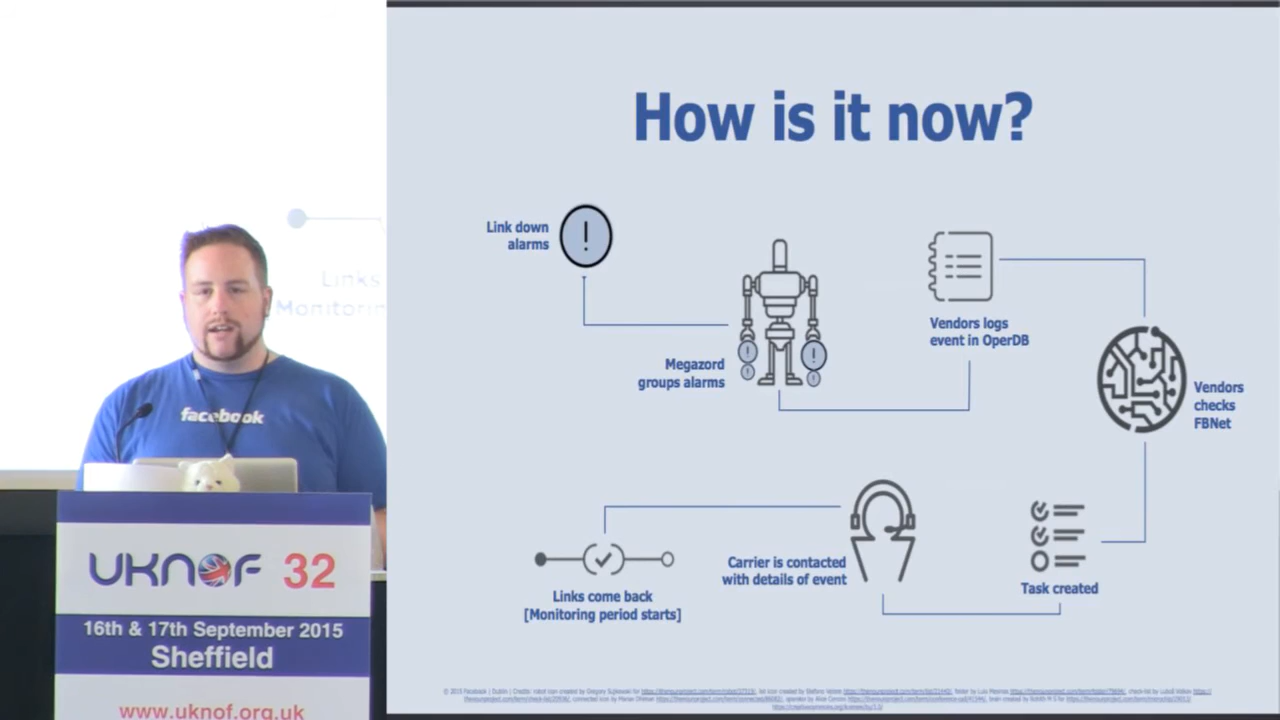 How is it now?
Link down
alarms
!
Megazord
groups alarms
!
!
!
!
Vendors logs
event in OperDB
Vendors
checks
FBNet
Task created
Carrier is contacted
with details of event
Links come back
[Monitoring period starts]
Links
Monitorin
facebook
UKNOF 32
16th & 17th September 2015
Sheffield
www.uknof.org.uk